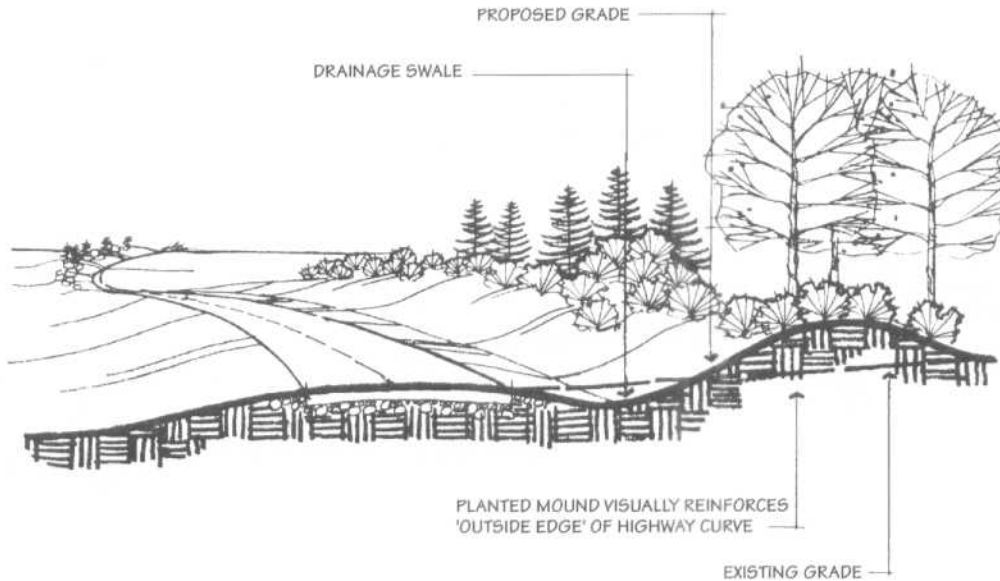 PROPOSED GRADE
DRAINAGE SWALE
PLANTED MOUND VISUALLY REINFORCES
'OUTSIDE EDGE' OF HIGHWAY CURVE
EXISTING GRADE